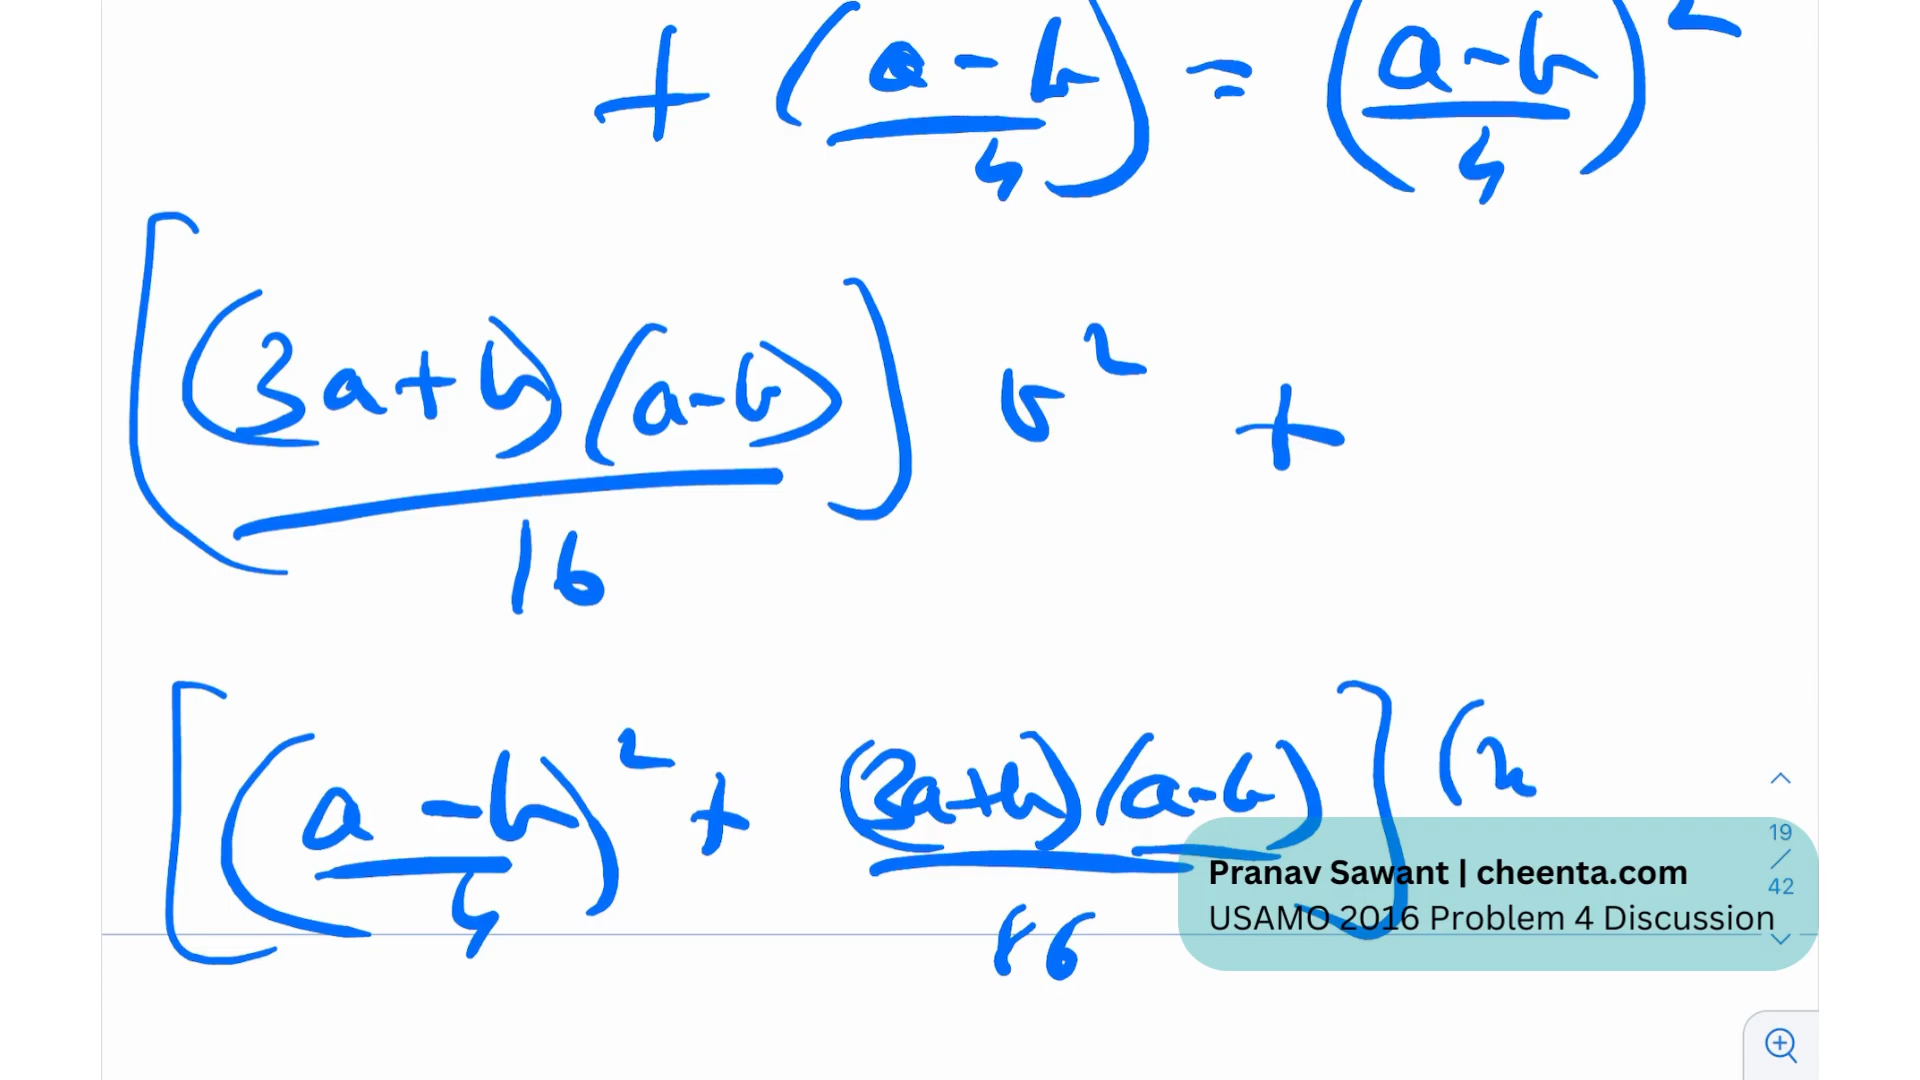 + (a-b)/4 = ((a-b)/4)^2
[(3a+b)(a-b)/16] b^2 +
[((a-b)/4)^2 + (3a+b)(a-b)/16] (x
19
/
42
Pranav Sawant | cheenta.com
USAMO 2016 Problem 4 Discussion